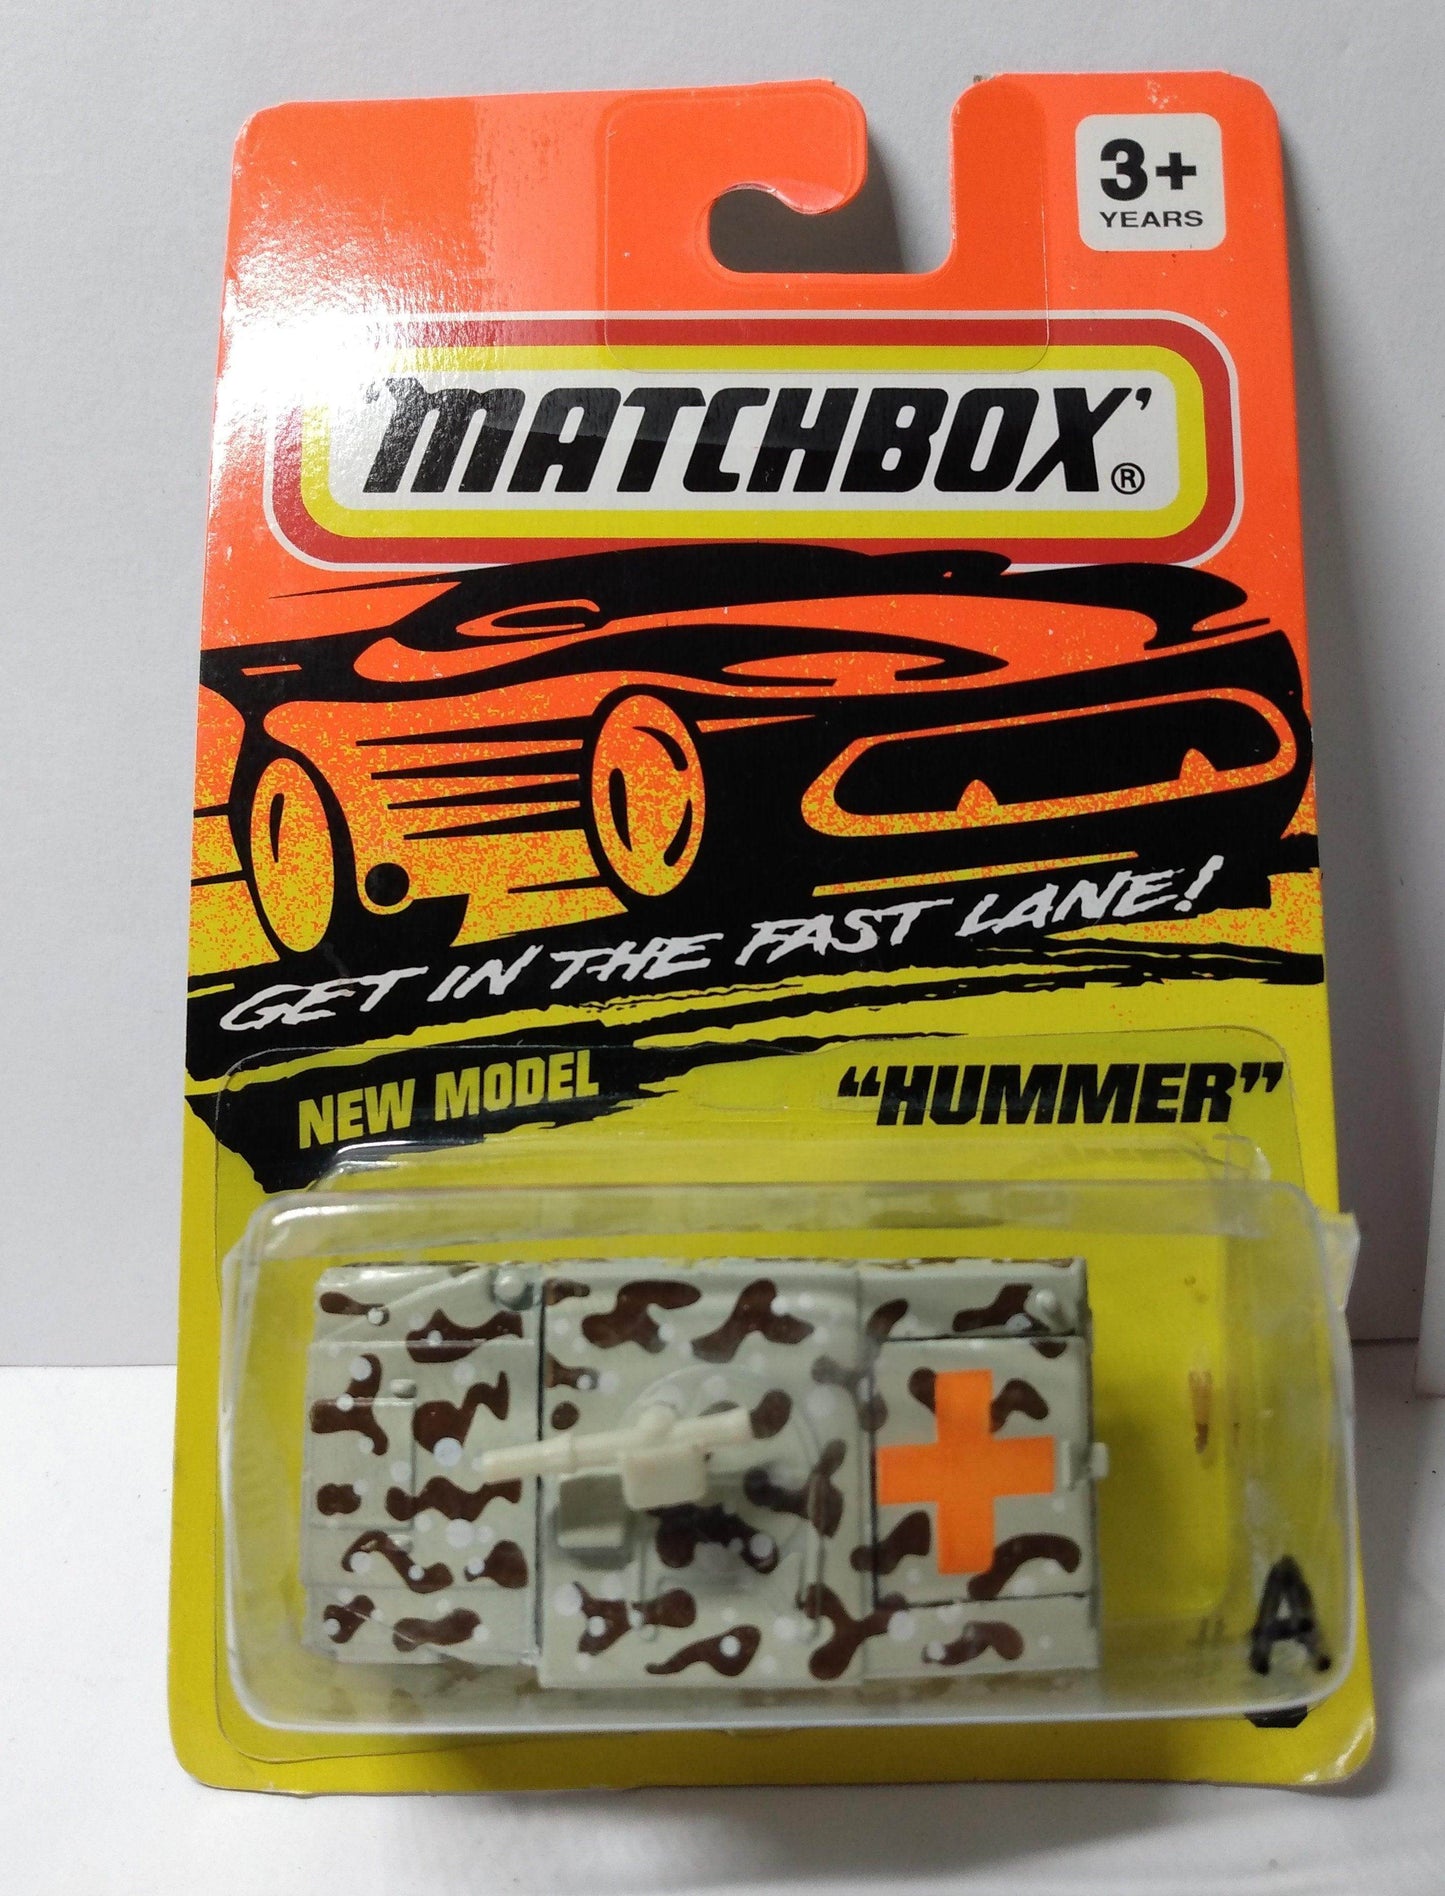 3+
YEARS
MATCHBOX®
GET IN THE FAST LANE!
NEW MODEL
"HUMMER"
A